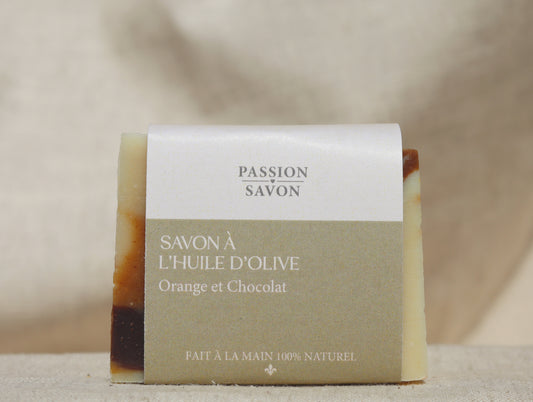 PASSION
SAVON
SAVON À
L'HUILE D'OLIVE
Orange et Chocolat
FAIT À LA MAIN 100% NATUREL